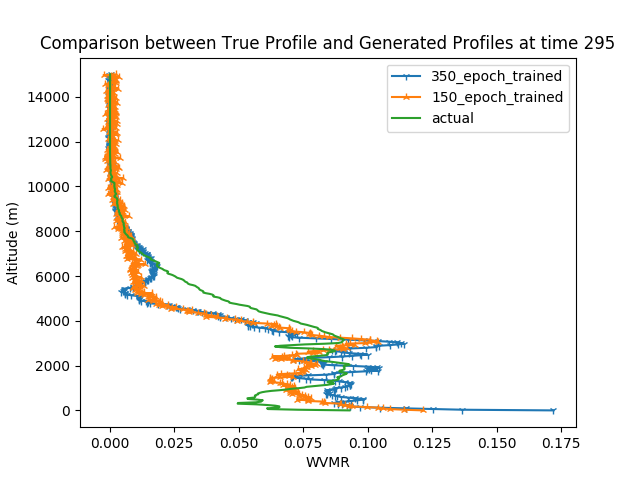 Comparison between True Profile and Generated Profiles at time 295
350_epoch_trained
150_epoch_trained
actual
Altitude (m)
14000
12000
10000
8000
6000
4000
2000
0
0.000 0.025 0.050 0.075 0.100 0.125 0.150 0.175
WVMR